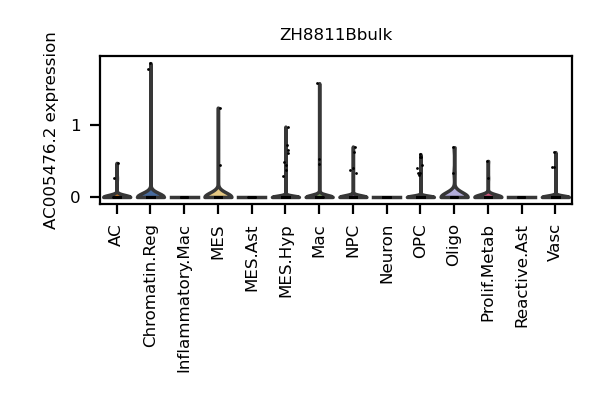 ZH8811Bbulk
AC005476.2 expression
1
0
AC
Chromatin.Reg
Inflammatory.Mac
MES
MES.Ast
MES.Hyp
Mac
NPC
Neuron
OPC
Oligo
Prolif.Metab
Reactive.Ast
Vasc